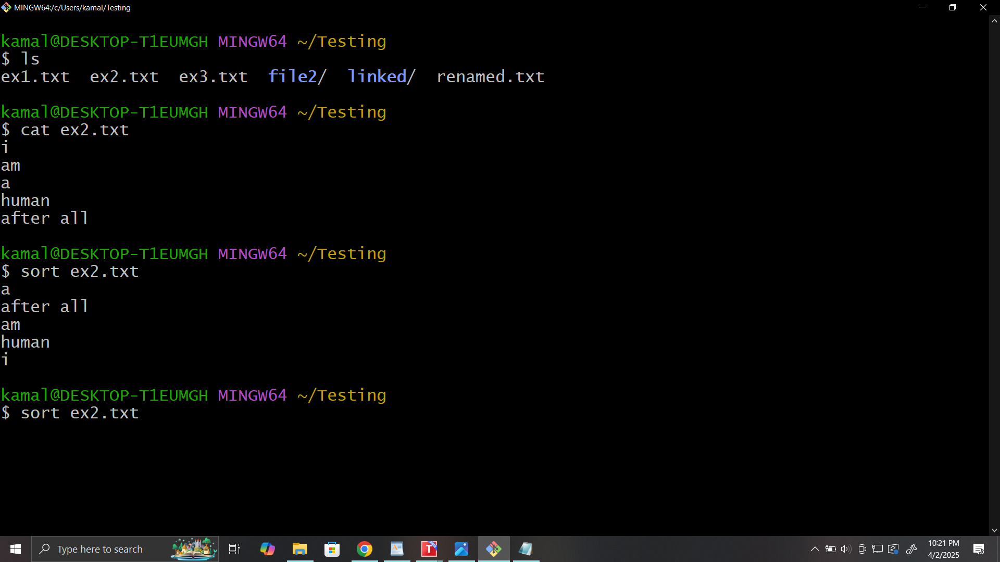 MINGW64:/c/Users/kamal/Testing
kamal@DESKTOP-T1EUMGH MINGW64 ~/Testing
$ ls
ex1.txt  ex2.txt  ex3.txt  file2/  linked/  renamed.txt
kamal@DESKTOP-T1EUMGH MINGW64 ~/Testing
$ cat ex2.txt
i
am
a
human
after all
kamal@DESKTOP-T1EUMGH MINGW64 ~/Testing
$ sort ex2.txt
a
after all
am
human
i
kamal@DESKTOP-T1EUMGH MINGW64 ~/Testing
$ sort ex2.txt
Type here to search
T
FREE
10:21 PM
4/2/2025
3